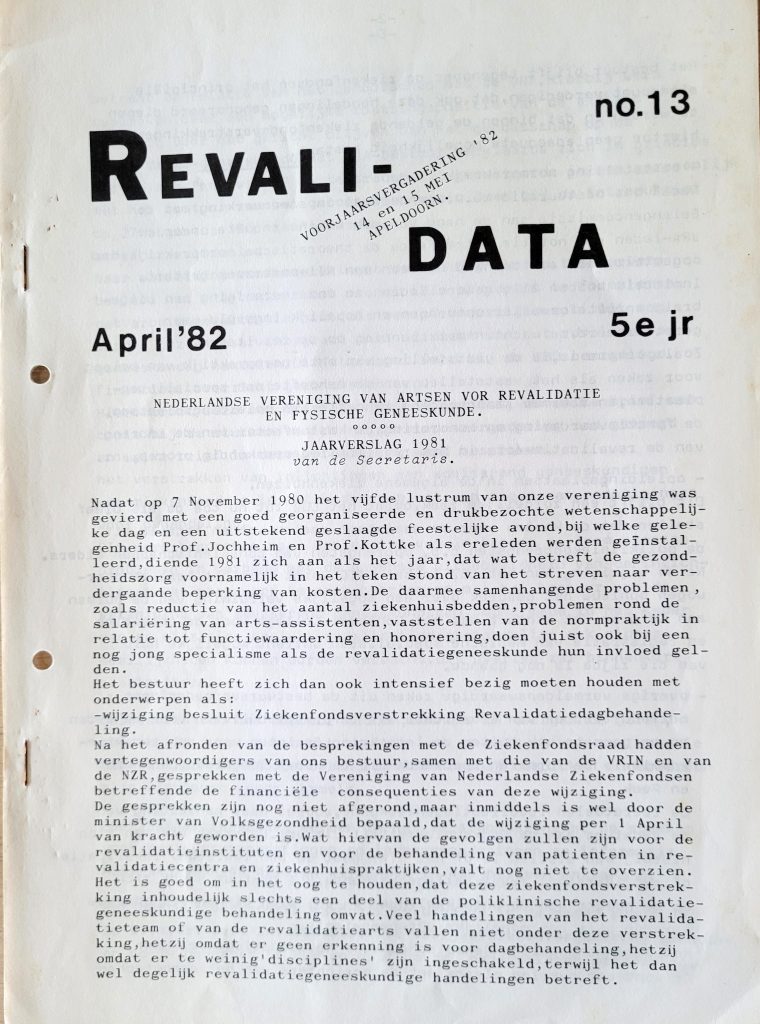 no.13
REVALI-
VOORJAARSVERGADERING '82
14 en 15 MEI
APELDOORN.
DATA
April '82
5e jr
NEDERLANDSE VERENIGING VAN ARTSEN VOR REVALIDATIE
EN FYSISCHE GENEESKUNDE.
ooooo
JAARVERSLAG 1981
van de Secretaris.
Nadat op 7 November 1980 het vijfde lustrum van onze vereniging was
gevierd met een goed georganiseerde en drukbezochte wetenschappelij-
ke dag en een uitstekend geslaagde feestelijke avond,bij welke gele-
genheid Prof.Jochheim en Prof.Kottke als ereleden werden geïnstal-
leerd,diende 1981 zich aan als het jaar,dat wat betreft de gezond-
heidszorg voornamelijk in het teken stond van het streven naar ver-
dergaande beperking van kosten.De daarmee samenhangende problemen,
zoals reductie van het aantal ziekenhuisbedden,problemen rond de
salariëring van arts-assistenten,vaststellen van de normpraktijk in
relatie tot functiewaardering en honorering,doen juist ook bij een
nog jong specialisme als de revalidatiegeneeskunde hun invloed gel-
den.
Het bestuur heeft zich dan ook intensief bezig moeten houden met
onderwerpen als:
-wijziging besluit Ziekenfondsverstrekking Revalidatiedagbehande-
ling.
Na het afronden van de besprekingen met de Ziekenfondsraad hadden
vertegenwoordigers van ons bestuur,samen met die van de VRIN en van
de NZR,gesprekken met de Vereniging van Nederlandse Ziekenfondsen
betreffende de financiële consequenties van deze wijziging.
De gesprekken zijn nog niet afgerond,maar inmiddels is wel door de
minister van Volksgezondheid bepaald,dat de wijziging per 1 April
van kracht geworden is.Wat hiervan de gevolgen zullen zijn voor de
revalidatieinstituten en voor de behandeling van patienten in re-
validatiecentra en ziekenhuispraktijken,valt nog niet te overzien.
Het is goed om in het oog te houden,dat deze ziekenfondsverstrek-
king inhoudelijk slechts een deel van de poliklinische revalidatie-
geneeskundige behandeling omvat.Veel handelingen van het revalida-
tieteam of van de revalidatiearts vallen niet onder deze verstrek-
king,hetzij omdat er geen erkenning is voor dagbehandeling,hetzij
omdat er te weinig'disciplines' zijn ingeschakeld,terwijl het dan
wel degelijk revalidatiegeneeskundige handelingen betreft.